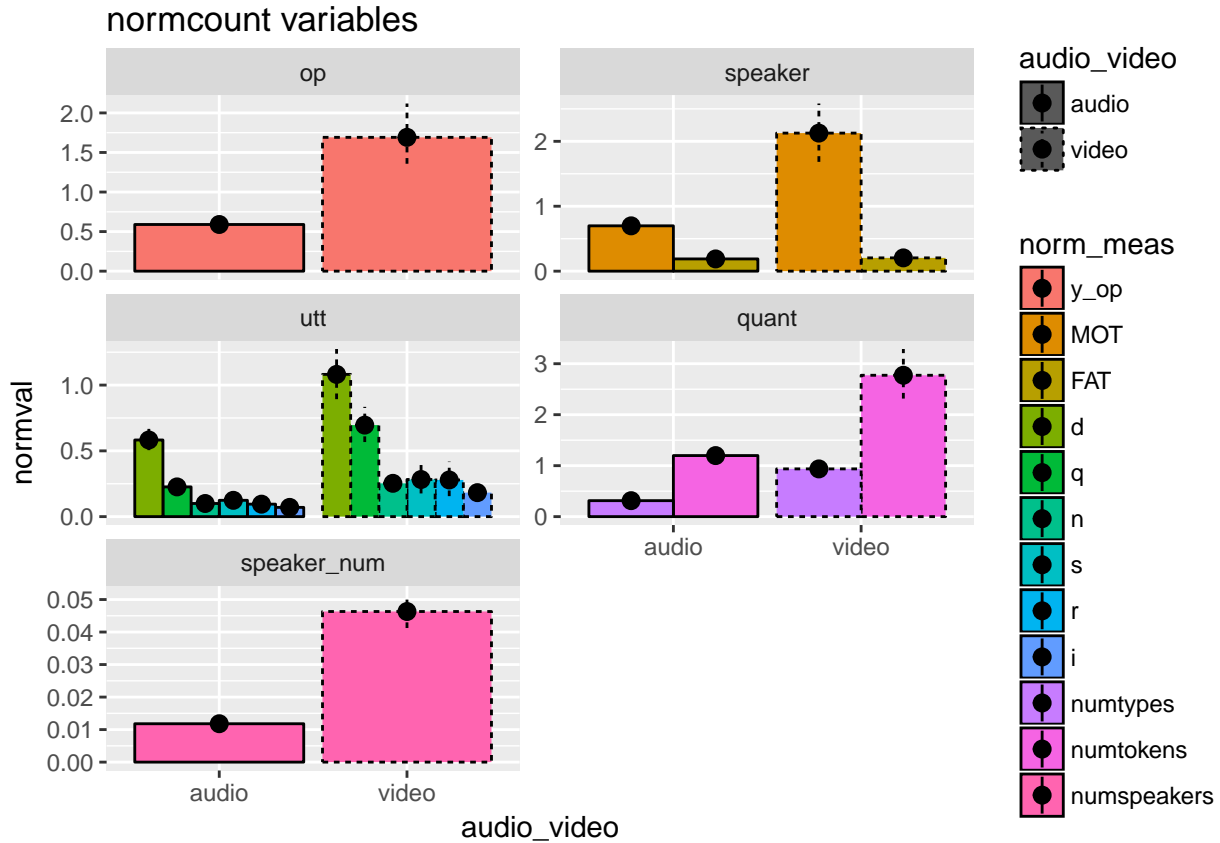 normcount variables
op
2.0
1.5
1.0
0.5
0.0
speaker
2
1
0
utt
1.0
0.5
0.0
quant
3
2
1
0
audio video
speaker_num
0.05
0.04
0.03
0.02
0.01
0.00
audio video
audio_video
normval
audio_video
audio
video
norm_meas
y_op
MOT
FAT
d
q
n
s
r
i
numtypes
numtokens
numspeakers